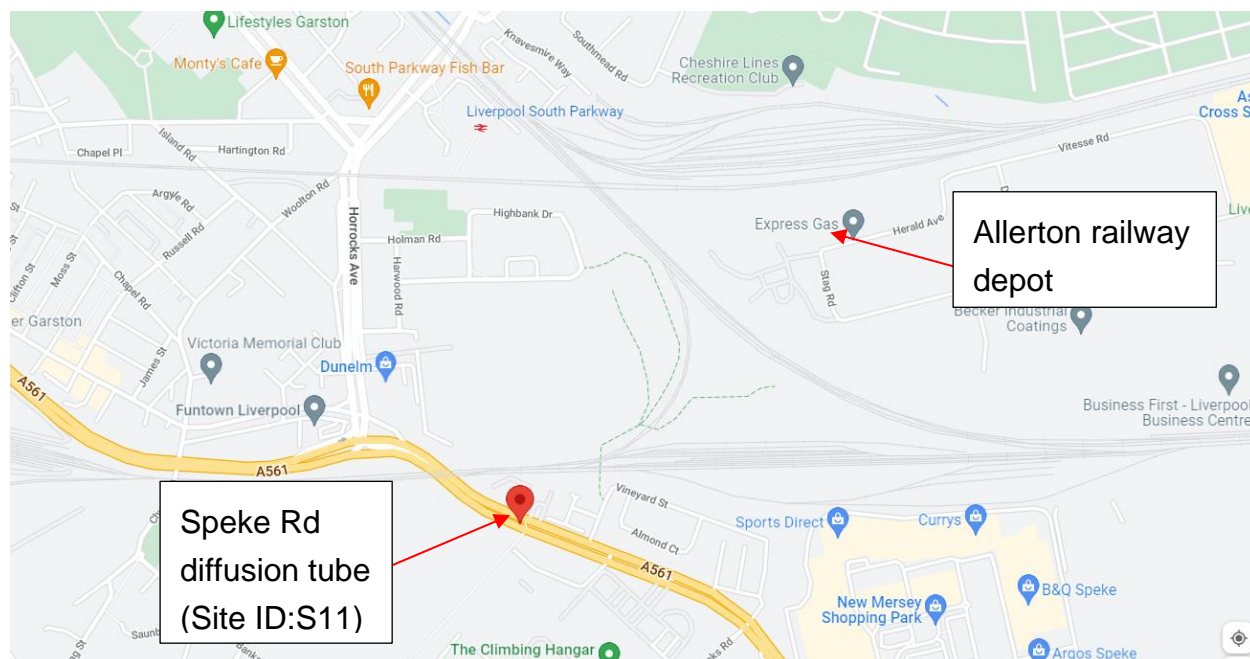 Lifestyles Garston
Monty's Cafe
South Parkway Fish Bar
Knavesmire Way
Southmead Rd
Cheshire Lines
Recreation Club
Liverpool South Parkway
As
Cross S
Vitesse Rd
Chapel Pl
Island Rd
Hartington Rd
Woolton Rd
Argyle Rd
Russell Rd
Highbank Dr
Horrocks Ave
Holman Rd
Harwood Rd
Express Gas
Herald Ave
D
Stag Rd
Allerton railway
depot
Live
St
Clifton St
Moss St
Chapel Rd
er Garston
James St
Victoria Memorial Club
Dunelm
Becker Industrial
Coatings
A561
Funtown Liverpool
Business First - Liverpool
Business Centre
A561
Speke Rd
diffusion tube
(Site ID:S11)
Vineyard St
Almond Ct
Sports Direct
Currys
A561
B&Q Speke
New Mersey
Shopping Park
The Climbing Hangar
Argos Speke